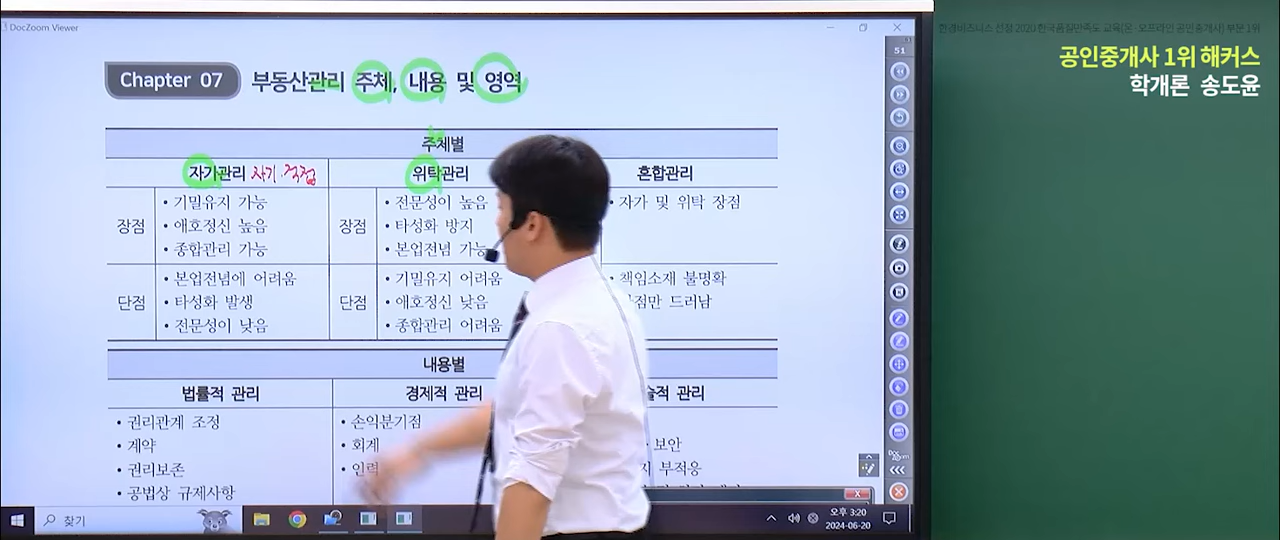 DocZoom Viewer
한경비즈니스 선정 2020 한국품질만족도 교육(온·오프라인 공인중개사) 부문 1위
공인중개사 1위 해커스
학개론 송도윤
51
Chapter 07 부동산관리 주체, 내용 및 영역
주체별
자가관리 자기 직접
위탁관리
혼합관리
장점
• 기밀유지 가능
• 애호정신 높음
• 종합관리 가능
장점
• 전문성이 높음
• 타성화 방지
• 본업전념 가능
• 자가 및 위탁 장점
단점
• 본업전념에 어려움
• 타성화 발생
• 전문성이 낮음
단점
• 기밀유지 어려움
• 애호정신 낮음
• 종합관리 어려움
• 책임소재 불명확
점만 드러남
내용별
법률적 관리
경제적 관리
술적 관리
• 권리관계 조정
• 계약
• 권리보존
• 공법상 규제사항
• 손익분기점
• 회계
• 인력
보안
부적응
찾기
오후 3:20
2024-06-20